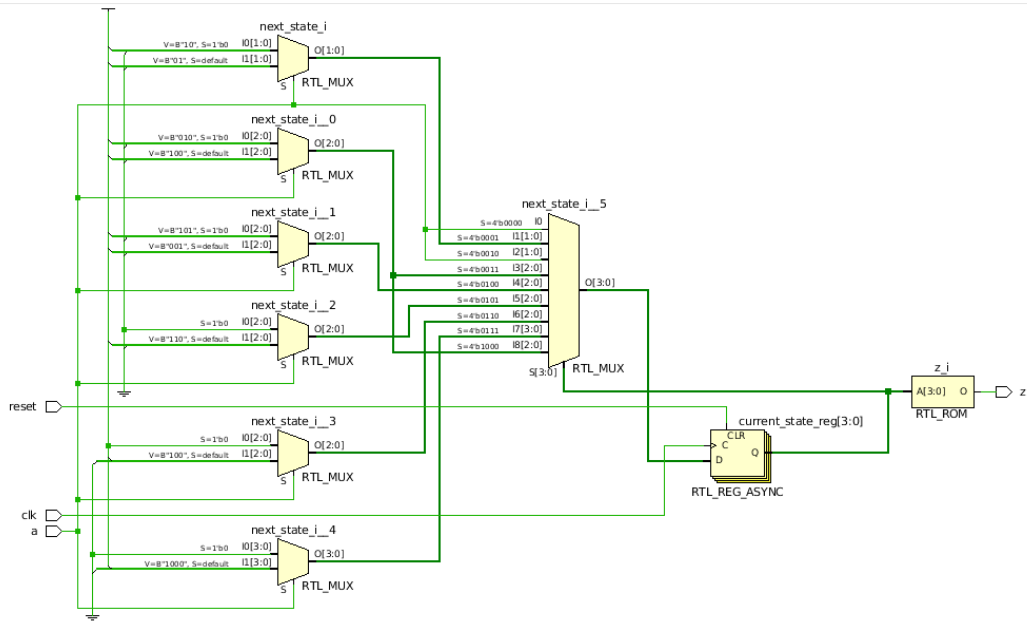 next_state_i
V=B"10", S=1'b0 I0[1:0]
V=B"01", S=default I1[1:0]
O[1:0]
S RTL_MUX
next_state_i__0
V=B"010", S=1'b0 I0[2:0]
V=B"100", S=default I1[2:0]
O[2:0]
S RTL_MUX
next_state_i__1
V=B"101", S=1'b0 I0[2:0]
V=B"001", S=default I1[2:0]
O[2:0]
S RTL_MUX
next_state_i__2
S=1'b0 I0[2:0]
V=B"110", S=default I1[2:0]
O[2:0]
S RTL_MUX
next_state_i__3
S=1'b0 I0[2:0]
V=B"100", S=default I1[2:0]
O[2:0]
S RTL_MUX
next_state_i__4
S=1'b0 I0[3:0]
V=B"1000", S=default I1[3:0]
O[3:0]
S RTL_MUX
reset
clk
a
next_state_i__5
S=4'b0000 I0
S=4'b0001 I1[1:0]
S=4'b0010 I2[1:0]
S=4'b0011 I3[2:0]
S=4'b0100 I4[2:0]
S=4'b0101 I5[2:0]
S=4'b0110 I6[2:0]
S=4'b0111 I7[3:0]
S=4'b1000 I8[2:0]
O[3:0]
S[3:0] RTL_MUX
current_state_reg[3:0]
CLR
C
D
Q
RTL_REG_ASYNC
z_i
A[3:0] O
RTL_ROM
z